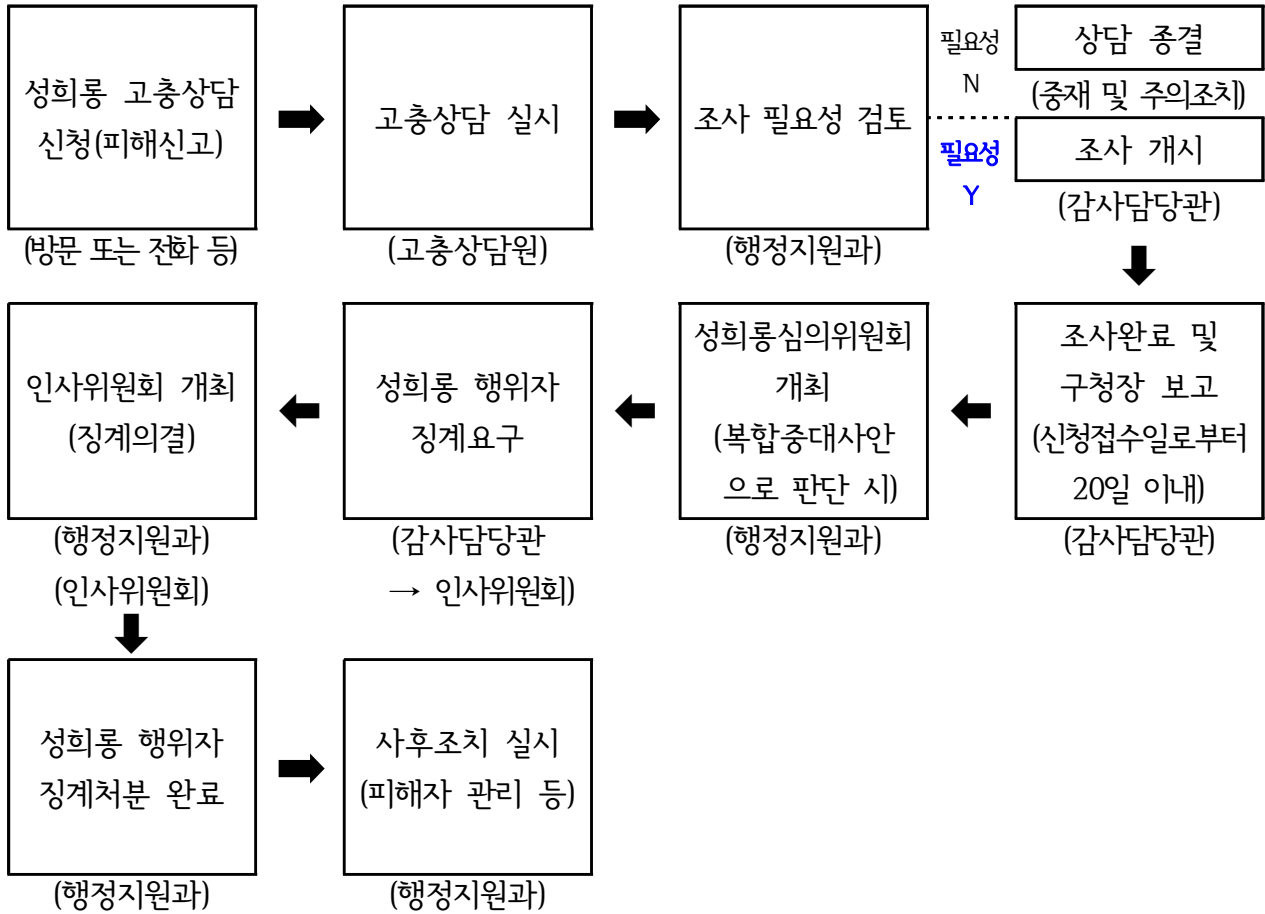 성희롱 고충상담
신청(피해신고)
(방문 또는 전화 등)
고충상담 실시
(고충상담원)
조사 필요성 검토
(행정지원과)
필요성
N
상담 종결
(중재 및 주의조치)
필요성
Y
조사 개시
(감사담당관)
조사완료 및
구청장 보고
(신청접수일로부터
20일 이내)
(감사담당관)
성희롱심의위원회
개최
(복합중대사안
으로 판단 시)
(행정지원과)
성희롱 행위자
징계요구
(감사담당관
→ 인사위원회)
인사위원회 개최
(징계의결)
(행정지원과)
(인사위원회)
성희롱 행위자
징계처분 완료
(행정지원과)
사후조치 실시
(피해자 관리 등)
(행정지원과)